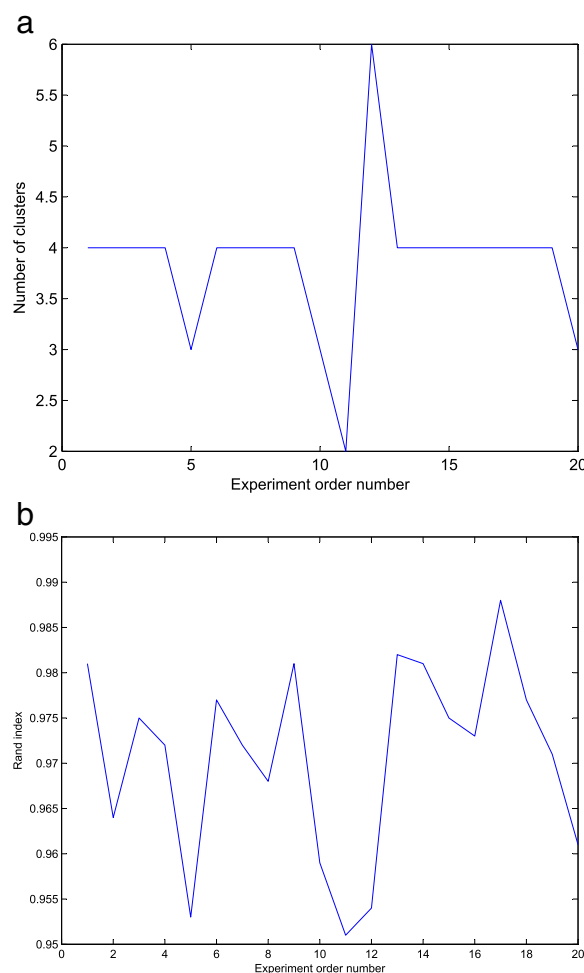 a
6
5.5
5
4.5
4
3.5
3
2.5
2
Number of clusters
0 5 10 15 20
Experiment order number
b
0.995
0.99
0.985
0.98
0.975
0.97
0.965
0.96
0.955
0.95
Rand index
0 2 4 6 8 10 12 14 16 18 20
Experiment order number